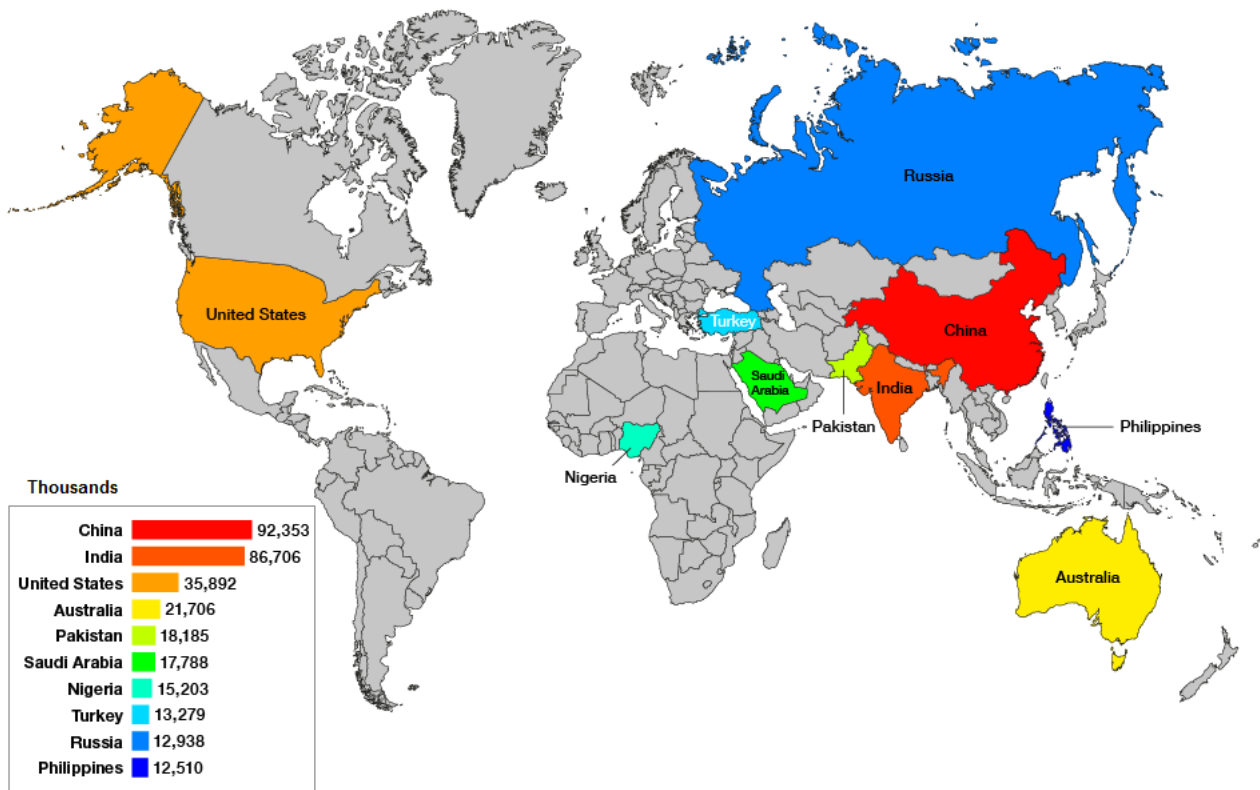 Russia
United States
Turkey
China
Saudi
Arabia
India
Pakistan
Philippines
Nigeria
Australia
Thousands
China 92,353
India 86,706
United States 35,892
Australia 21,706
Pakistan 18,185
Saudi Arabia 17,788
Nigeria 15,203
Turkey 13,279
Russia 12,938
Philippines 12,510